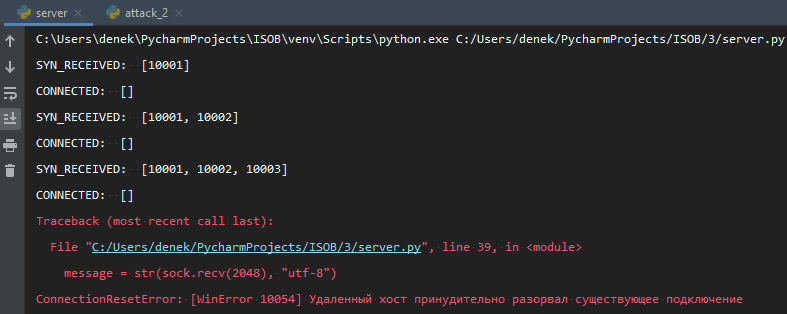 server × attack_2 ×
C:\Users\denek\PycharmProjects\ISOB\venv\Scripts\python.exe C:/Users/denek/PycharmProjects/ISOB/3/server.py
SYN_RECEIVED: [10001]
CONNECTED: []
SYN_RECEIVED: [10001, 10002]
CONNECTED: []
SYN_RECEIVED: [10001, 10002, 10003]
CONNECTED: []
Traceback (most recent call last):
File "C:/Users/denek/PycharmProjects/ISOB/3/server.py", line 39, in <module>
message = str(sock.recv(2048), "utf-8")
ConnectionResetError: [WinError 10054] Удаленный хост принудительно разорвал существующее подключение